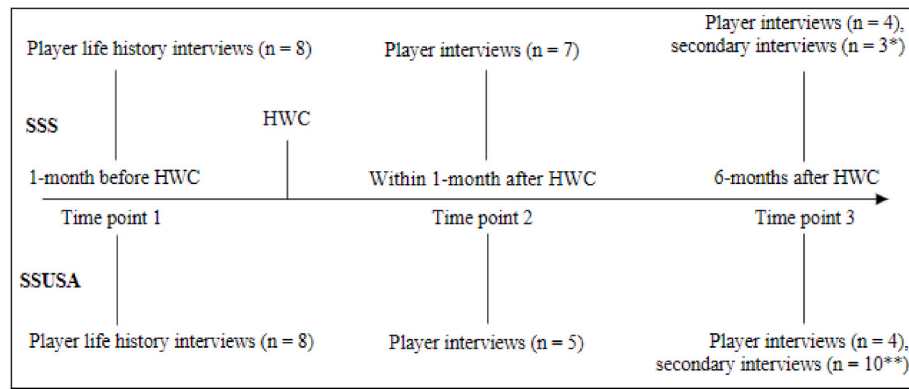 Player life history interviews (n = 8)
Player interviews (n = 7)
Player interviews (n = 4),
secondary interviews (n = 3*)
SSS
HWC
1-month before HWC
Within 1-month after HWC
6-months after HWC
Time point 1
Time point 2
Time point 3
SSUSA
Player life history interviews (n = 8)
Player interviews (n = 5)
Player interviews (n = 4),
secondary interviews (n = 10**)